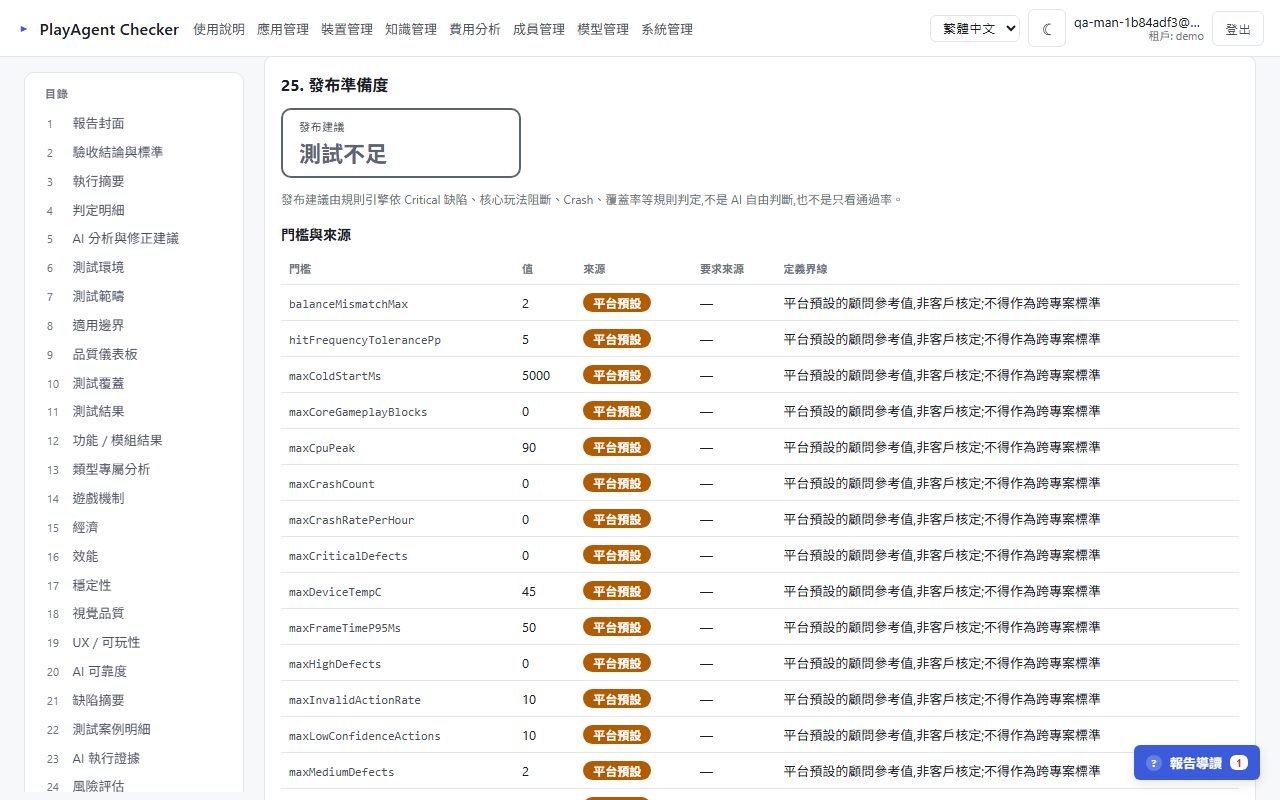 PlayAgent Checker 使用說明 應用管理 裝置管理 知識管理 費用分析 成員管理 模型管理 系統管理 繁體中文 qa-man-1b84adf3@... 登出
租戶: demo
目錄
1 報告封面
2 驗收結論與標準
3 執行摘要
4 判定明細
5 AI 分析與修正建議
6 測試環境
7 測試範疇
8 適用邊界
9 品質儀表板
10 測試覆蓋
11 測試結果
12 功能 / 模組結果
13 類型專屬分析
14 遊戲機制
15 經濟
16 效能
17 穩定性
18 視覺品質
19 UX / 可玩性
20 AI 可靠度
21 缺陷摘要
22 測試案例明細
23 AI 執行證據
24 風險評估
25. 發布準備度
發布建議
測試不足
發布建議由規則引擎依 Critical 缺陷、核心玩法阻斷、Crash、覆蓋率等規則判定,不是 AI 自由判斷,也不是只看通過率。
門檻與來源
門檻 值 來源 要求來源 定義界線
balanceMismatchMax 2 平台預設 — 平台預設的顧問參考值,非客戶核定;不得作為跨專案標準
hitFrequencyTolerancePp 5 平台預設 — 平台預設的顧問參考值,非客戶核定;不得作為跨專案標準
maxColdStartMs 5000 平台預設 — 平台預設的顧問參考值,非客戶核定;不得作為跨專案標準
maxCoreGameplayBlocks 0 平台預設 — 平台預設的顧問參考值,非客戶核定;不得作為跨專案標準
maxCpuPeak 90 平台預設 — 平台預設的顧問參考值,非客戶核定;不得作為跨專案標準
maxCrashCount 0 平台預設 — 平台預設的顧問參考值,非客戶核定;不得作為跨專案標準
maxCrashRatePerHour 0 平台預設 — 平台預設的顧問參考值,非客戶核定;不得作為跨專案標準
maxCriticalDefects 0 平台預設 — 平台預設的顧問參考值,非客戶核定;不得作為跨專案標準
maxDeviceTempC 45 平台預設 — 平台預設的顧問參考值,非客戶核定;不得作為跨專案標準
maxFrameTimeP95Ms 50 平台預設 — 平台預設的顧問參考值,非客戶核定;不得作為跨專案標準
maxHighDefects 0 平台預設 — 平台預設的顧問參考值,非客戶核定;不得作為跨專案標準
maxInvalidActionRate 10 平台預設 — 平台預設的顧問參考值,非客戶核定;不得作為跨專案標準
maxLowConfidenceActions 10 平台預設 — 平台預設的顧問參考值,非客戶核定;不得作為跨專案標準
maxMediumDefects 2 平台預設 — 平台預設的顧問參考值,非客戶核定;不得作為跨專案標準
? 報告導讀 1